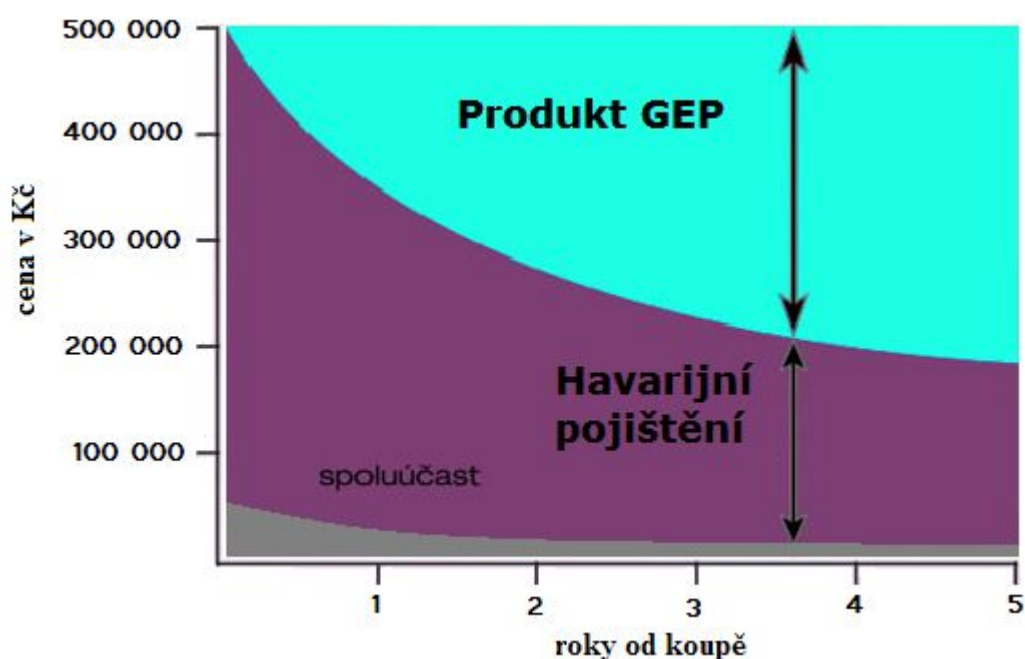 500 000
400 000
300 000
200 000
100 000
cena v Kč
Produkt GEP
Havarijní
pojištění
spoluúčast
1 2 3 4 5
roky od koupě